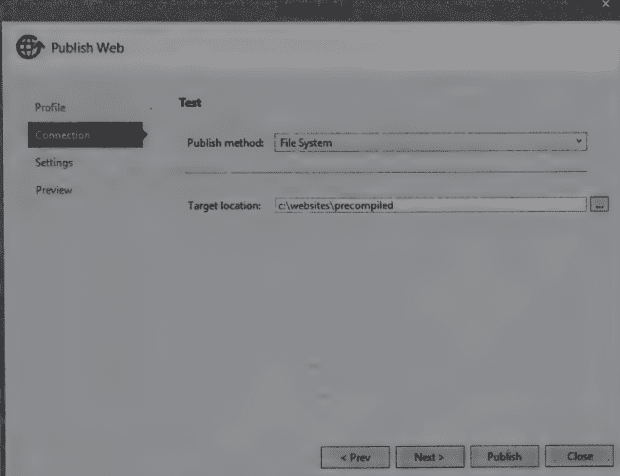 Publish Web
Profile
Connection
Settings
Preview
Test
Publish method: File System
Target location: c:\websites\precompiled ...
< Prev Next > Publish Close